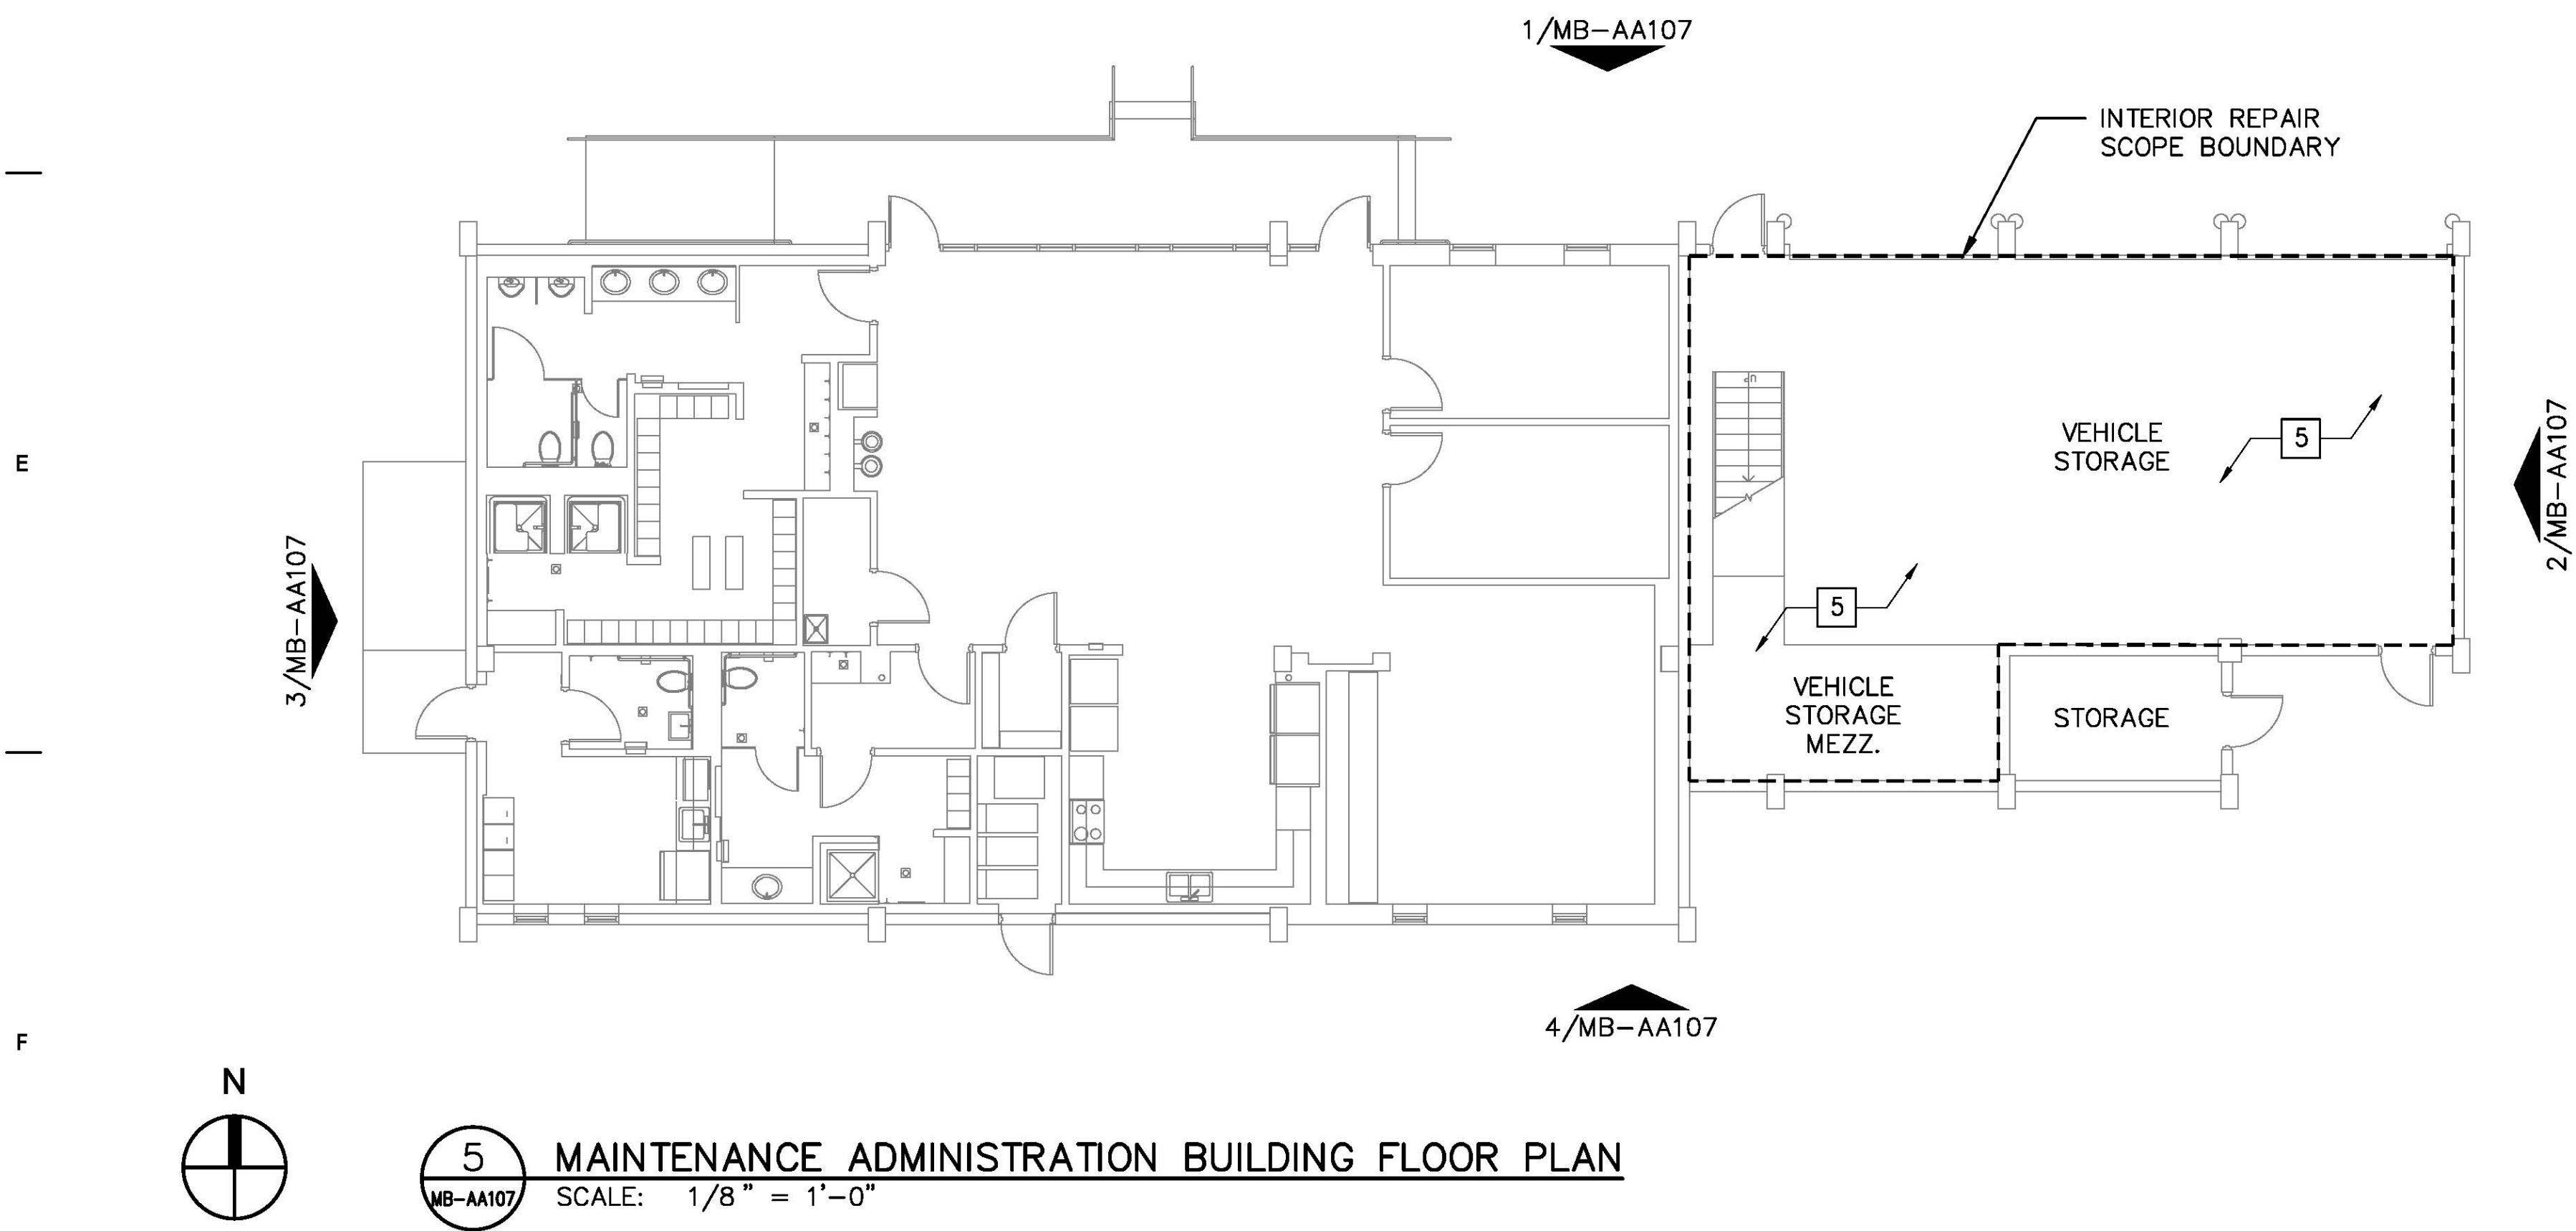 1/MB-AA107
INTERIOR REPAIR
SCOPE BOUNDARY
UP
VEHICLE
STORAGE
5
E
2/MB-AA107
3/MB-AA107
5
VEHICLE
STORAGE
MEZZ.
STORAGE
4/MB-AA107
F
N
5
MB-AA107
MAINTENANCE ADMINISTRATION BUILDING FLOOR PLAN
SCALE: 1/8" = 1'-0"